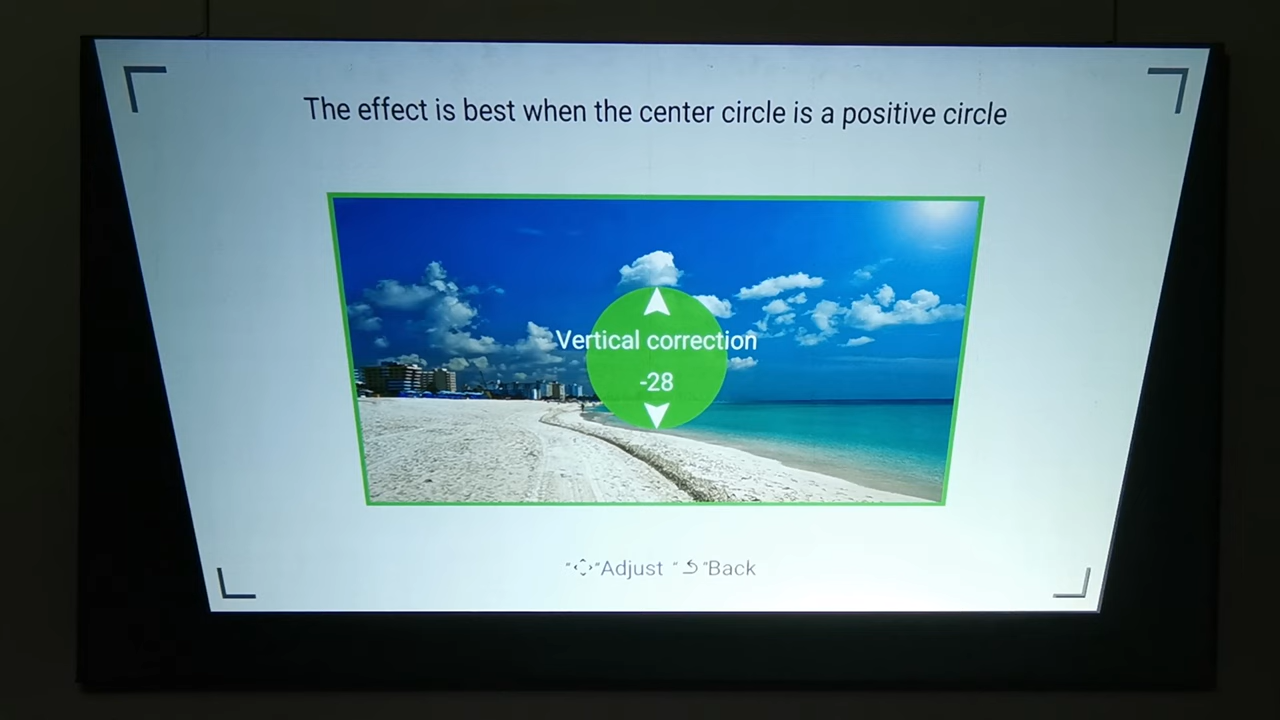 The effect is best when the center circle is a positive circle
Vertical correction
-28
""Adjust ""Back